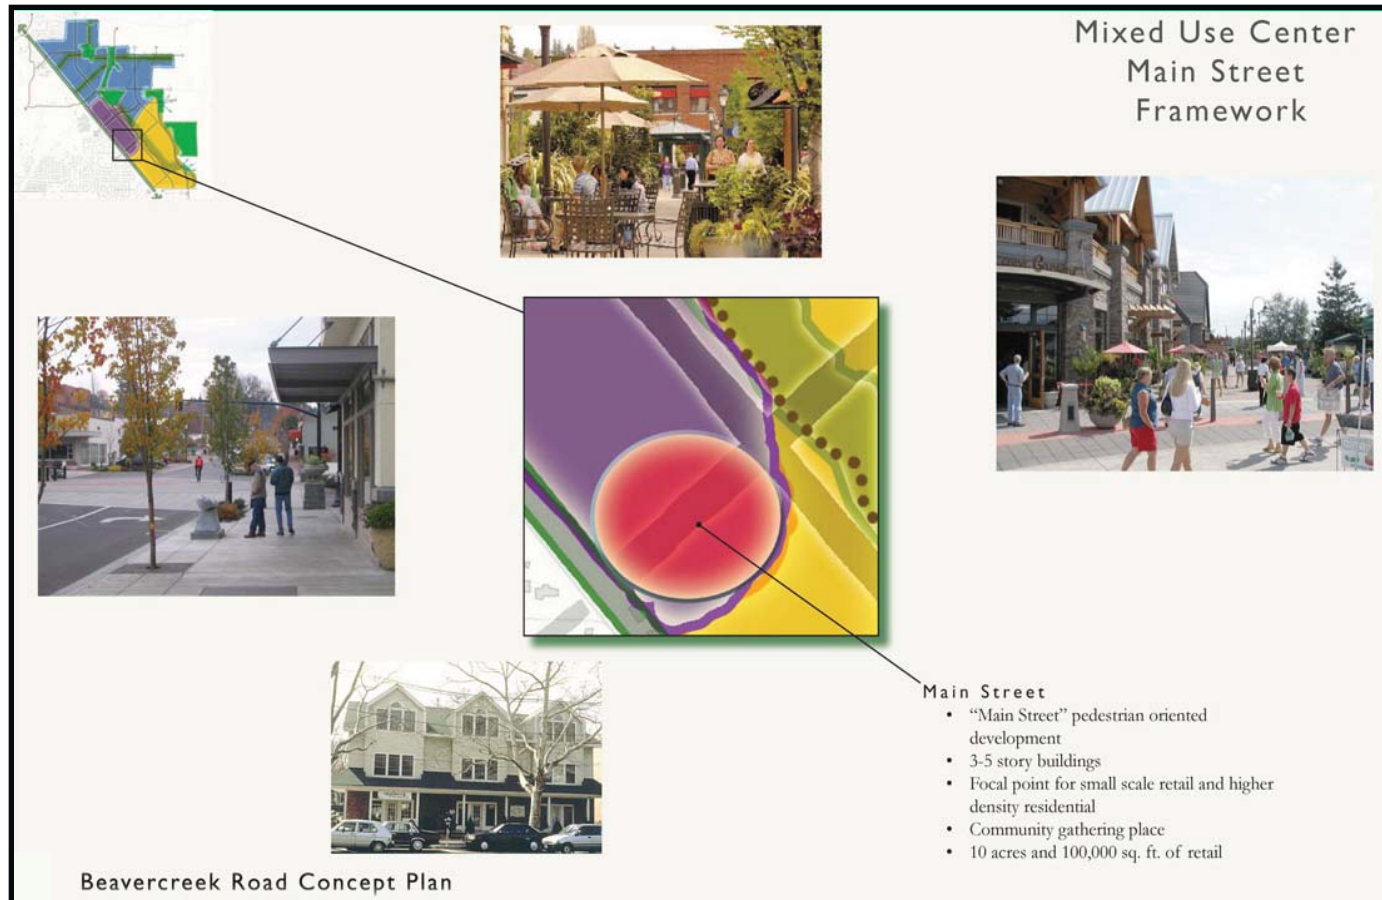 Mixed Use Center
Main Street
Framework
Main Street
• “Main Street” pedestrian oriented
development
• 3-5 story buildings
• Focal point for small scale retail and higher
density residential
• Community gathering place
• 10 acres and 100,000 sq. ft. of retail
Beavercreek Road Concept Plan